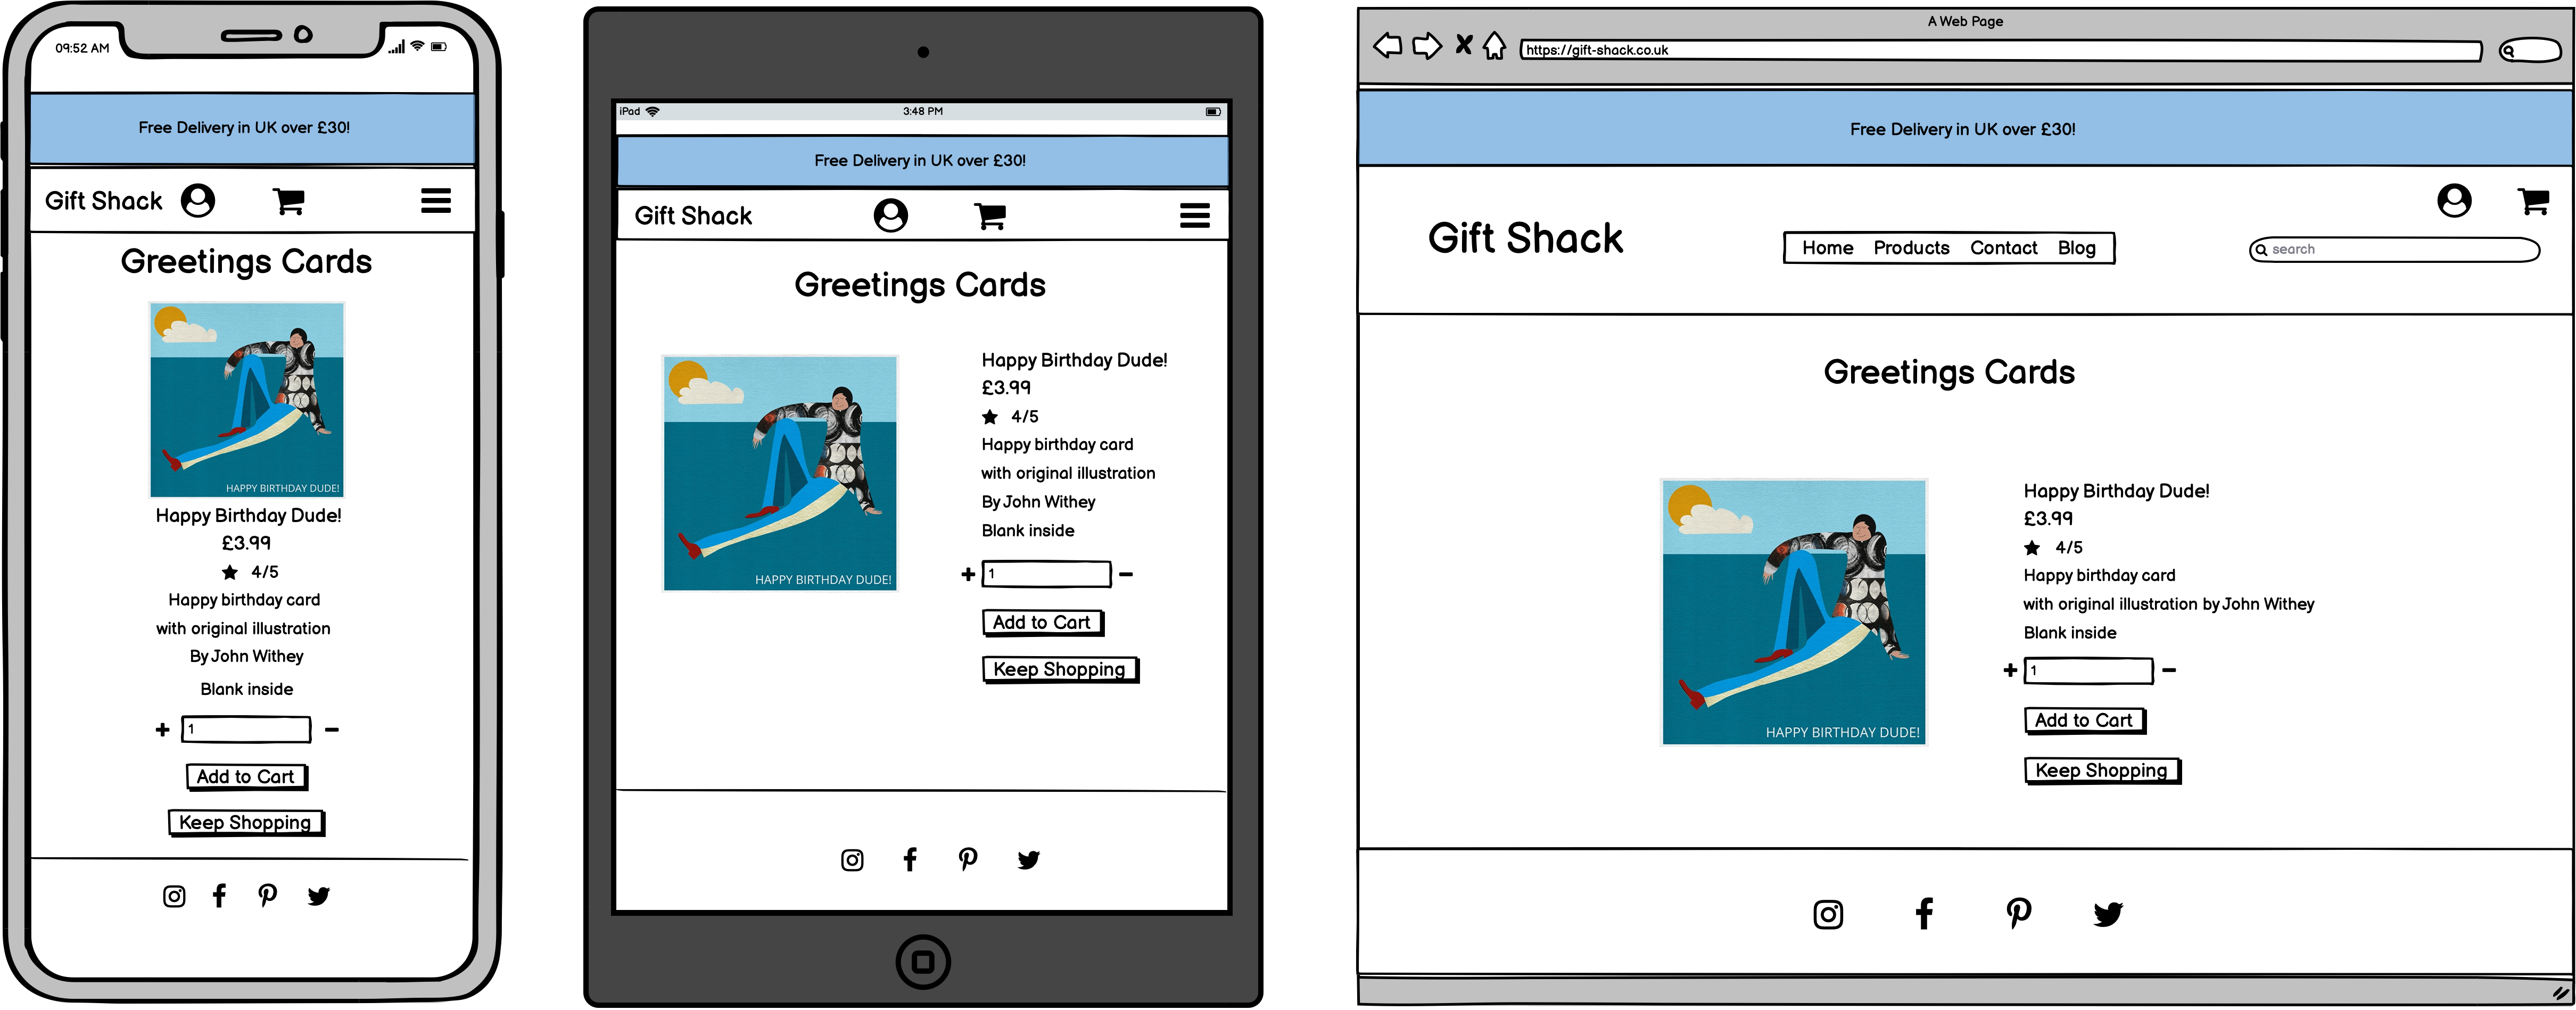 09:52 AM
Free Delivery in UK over £30!
Gift Shack
Greetings Cards
HAPPY BIRTHDAY DUDE!
Happy Birthday Dude!
£3.99
4/5
Happy birthday card
with original illustration
By John Withey
Blank inside
+ 1 −
Add to Cart
Keep Shopping
iPad
3:48 PM
Free Delivery in UK over £30!
Gift Shack
Greetings Cards
HAPPY BIRTHDAY DUDE!
Happy Birthday Dude!
£3.99
4/5
Happy birthday card
with original illustration
By John Withey
Blank inside
+ 1 −
Add to Cart
Keep Shopping
A Web Page
https://gift-shack.co.uk
Free Delivery in UK over £30!
Gift Shack
Home Products Contact Blog
search
Greetings Cards
HAPPY BIRTHDAY DUDE!
Happy Birthday Dude!
£3.99
4/5
Happy birthday card
with original illustration by John Withey
Blank inside
+ 1 −
Add to Cart
Keep Shopping